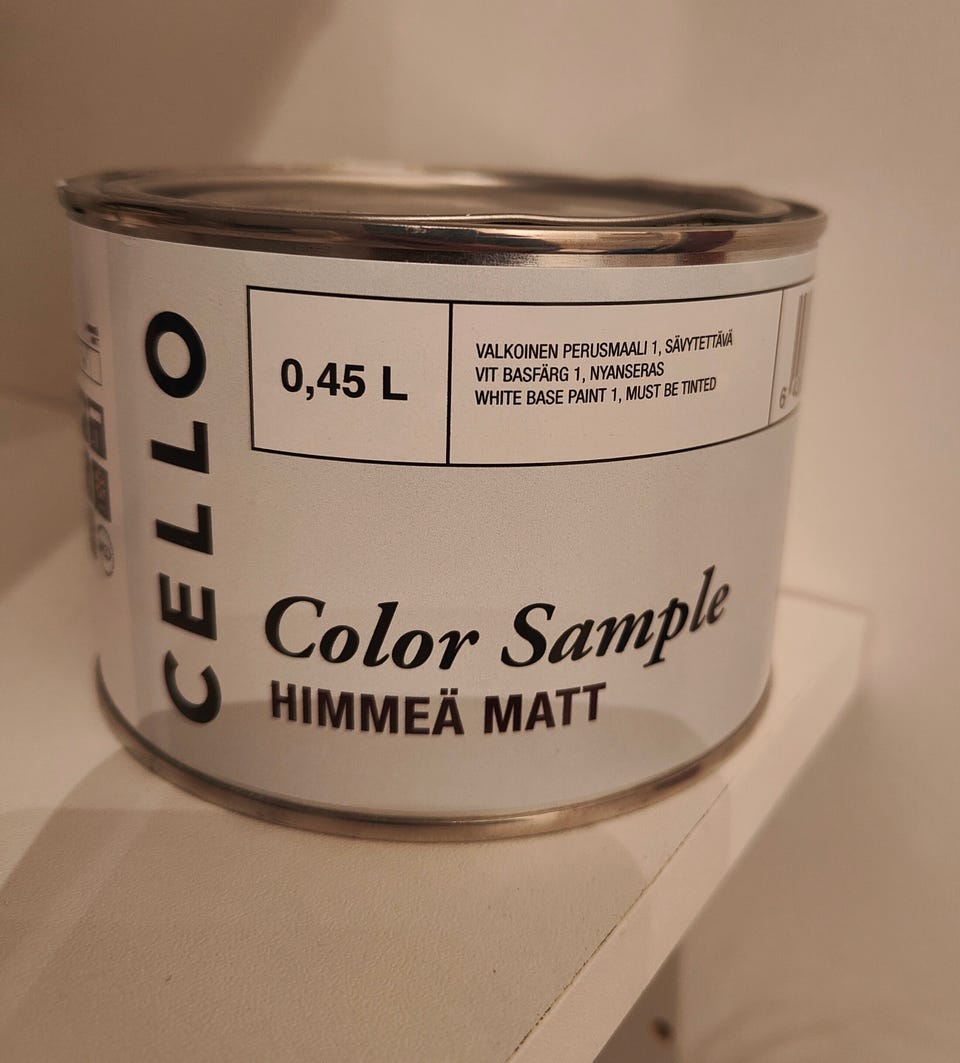 CELLO
0,45 L
VALKOINEN PERUSMAALI 1, SÄVYTETTÄVÄ
VIT BASFÄRG 1, NYANSERAS
WHITE BASE PAINT 1, MUST BE TINTED
6
Color Sample
HIMMEÄ MATT